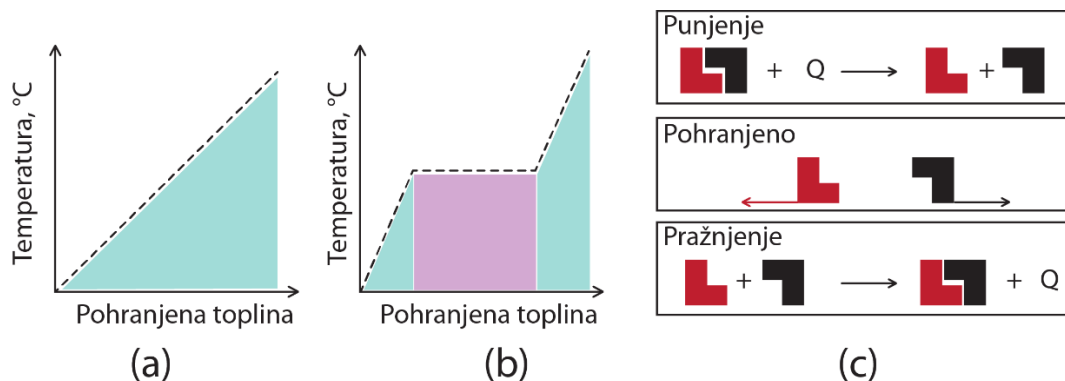 Temperatura, °C
Pohranjena toplina
(a)
Temperatura, °C
Pohranjena toplina
(b)
Punjenje
+ Q +
Pohranjeno
Pražnjenje
+ + Q
(c)